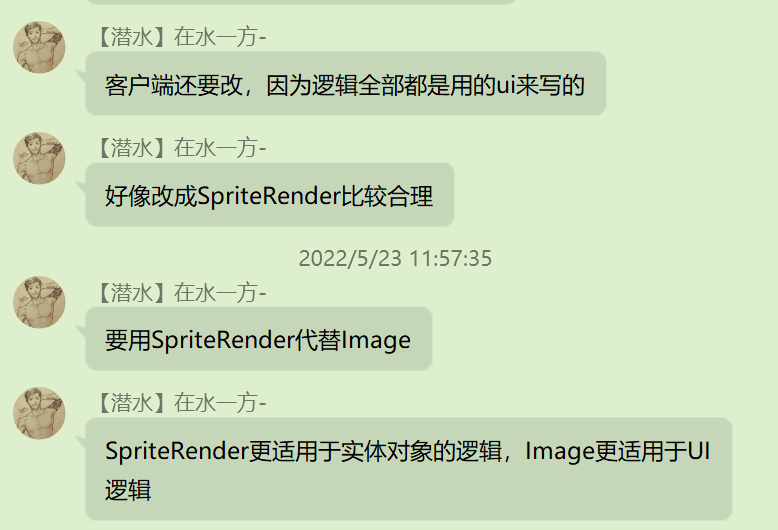 【潜水】在水一方-
客户端还要改，因为逻辑全部都是用的ui来写的
【潜水】在水一方-
好像改成SpriteRender比较合理
2022/5/23 11:57:35
【潜水】在水一方-
要用SpriteRender代替Image
【潜水】在水一方-
SpriteRender更适用于实体对象的逻辑，Image更适用于UI
逻辑